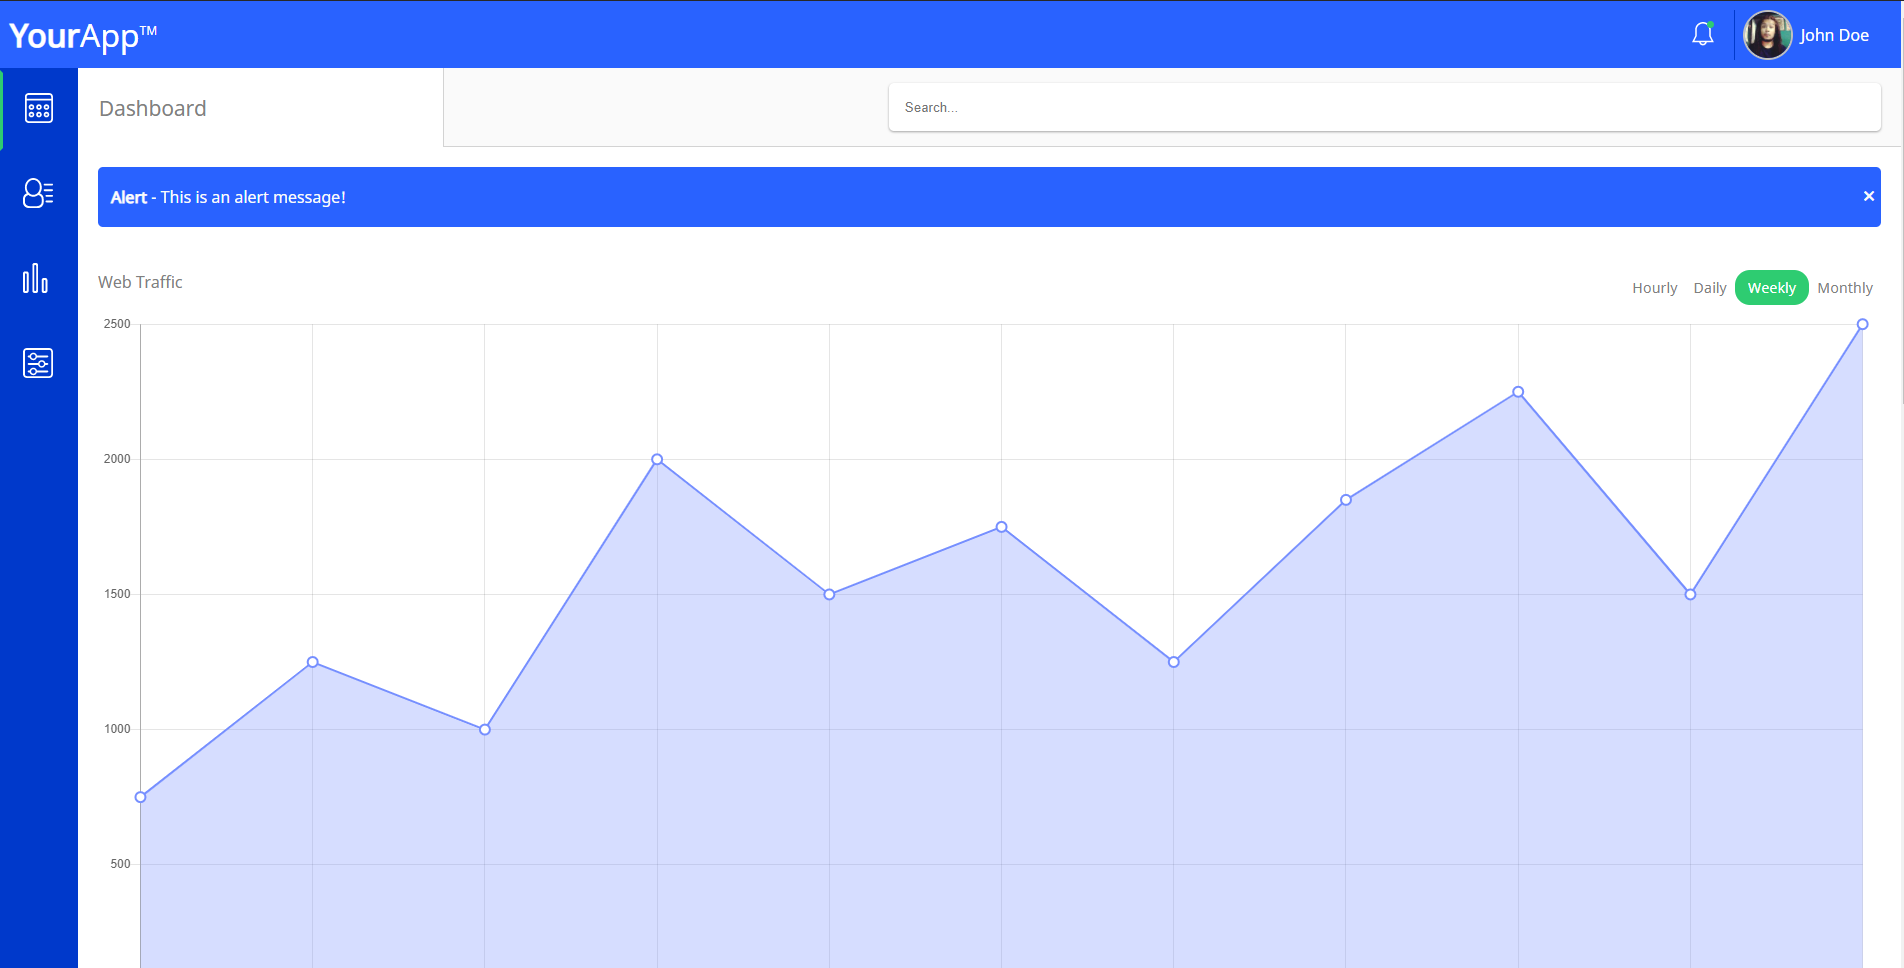 YourApp™
John Doe
Dashboard
Search...
Alert - This is an alert message!
×
Web Traffic
Hourly Daily Weekly Monthly
2500
2000
1500
1000
500